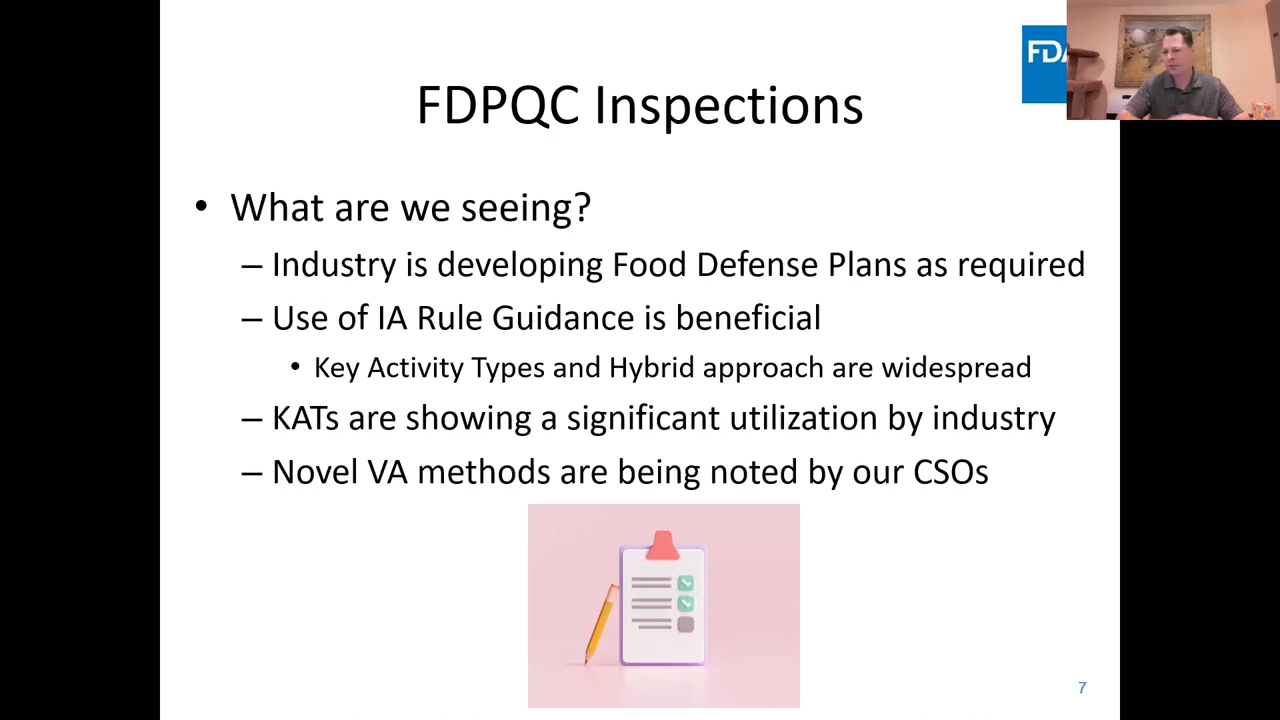 FDA
FDPQC Inspections
• What are we seeing?
– Industry is developing Food Defense Plans as required
– Use of IA Rule Guidance is beneficial
• Key Activity Types and Hybrid approach are widespread
– KATs are showing a significant utilization by industry
– Novel VA methods are being noted by our CSOs
7